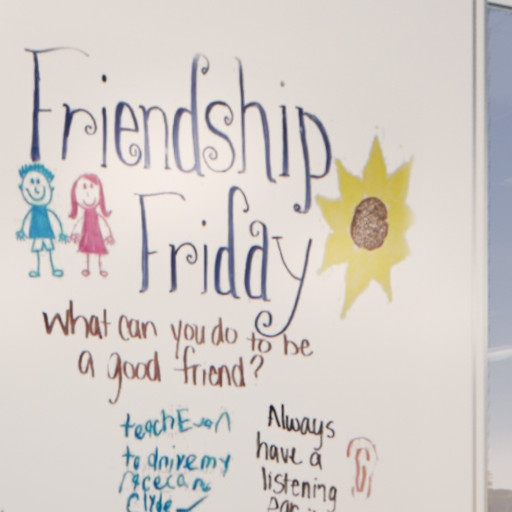 Friendship
Friday
What can you do to be
a good friend?
teach Evan
to drive my
racecar
Clyde
Always
have a
listening